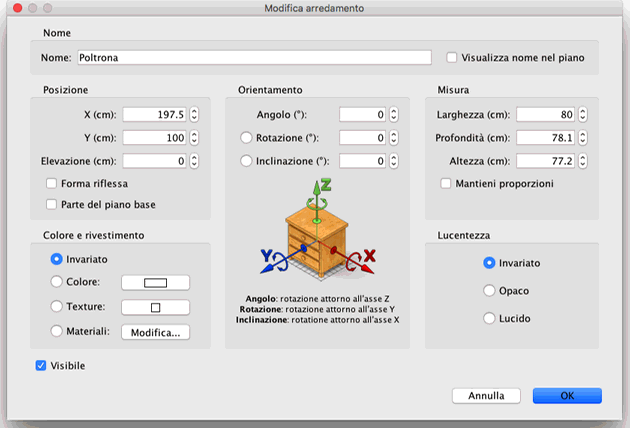 Modifica arredamento
Nome
Nome: Poltrona
Visualizza nome nel piano
Posizione
X (cm): 197.5
Y (cm): 100
Elevazione (cm): 0
Forma riflessa
Parte del piano base
Orientamento
Angolo (°): 0
Rotazione (°): 0
Inclinazione (°): 0
Z
Y
X
Angolo: rotazione attorno all'asse Z
Rotazione: rotazione attorno all'asse Y
Inclinazione: rotatione attorno all'asse X
Misura
Larghezza (cm): 80
Profondità (cm): 78.1
Altezza (cm): 77.2
Mantieni proporzioni
Colore e rivestimento
Invariato
Colore:
Texture:
Materiali: Modifica...
Lucentezza
Invariato
Opaco
Lucido
Visibile
Annulla
OK